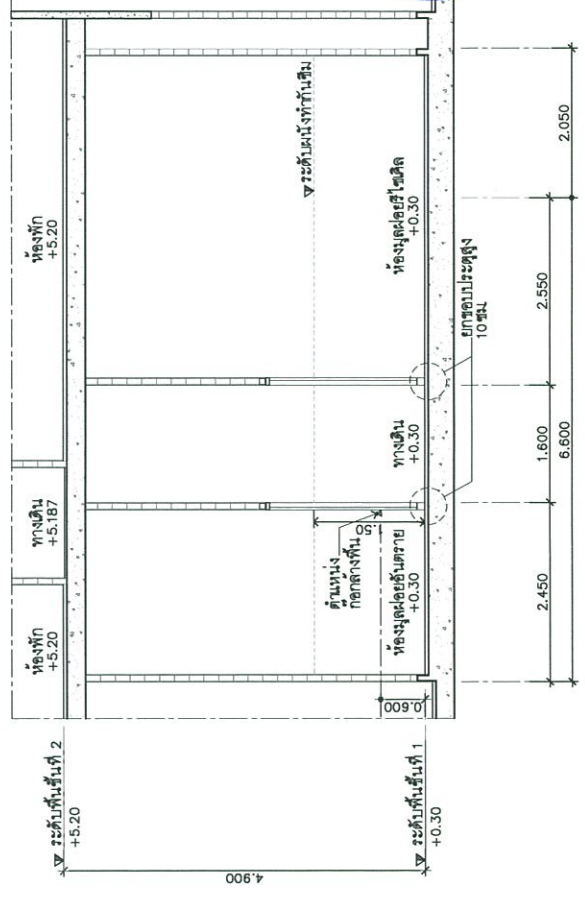 ห้องพัก
+5.20
ทางเดิน
+5.187
ห้องพัก
+5.20
▽ ระดับพื้นชั้นที่ 2
+5.20
4.900
▽ ระดับผนังทำกันซึม
ตำแหน่ง
ก๊อกล้างพื้น
1.50
ห้องมูลฝอยอันตราย
+0.30
ทางเดิน
+0.30
ห้องมูลฝอยรีไซเคิล
+0.30
0.600
▽ ระดับพื้นชั้นที่ 1
+0.30
ยกขอบประตูสูง
10ซม.
2.450
1.600
2.550
2.050
6.600